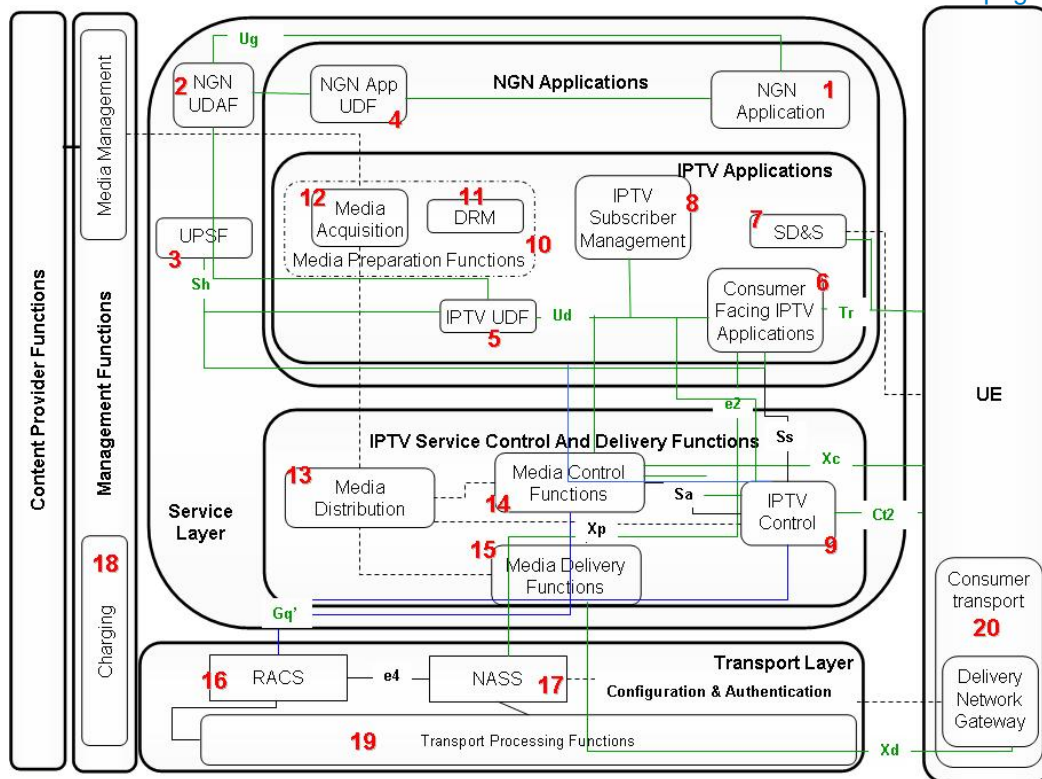 pag
Content Provider Functions
Management Functions
Media Management
18
Charging
Ug
2
NGN
UDAF
NGN App
UDF
4
NGN Applications
1
NGN
Application
IPTV Applications
12
Media
Acquisition
11
DRM
10
Media Preparation Functions
8
IPTV
Subscriber
Management
7
SD&S
UPSF
3
Sh
IPTV UDF
5
Ud
6
Consumer
Facing IPTV
Applications
Tr
UE
e2
Ss
IPTV Service Control And Delivery Functions
Xc
13
Media
Distribution
14
Media Control
Functions
Sa
IPTV
Control
9
Ct2
Service
Layer
Xp
15
Media Delivery
Functions
Gq'
Transport Layer
16
RACS
e4
NASS
17
Configuration & Authentication
19
Transport Processing Functions
Xd
Consumer
transport
20
Delivery
Network
Gateway